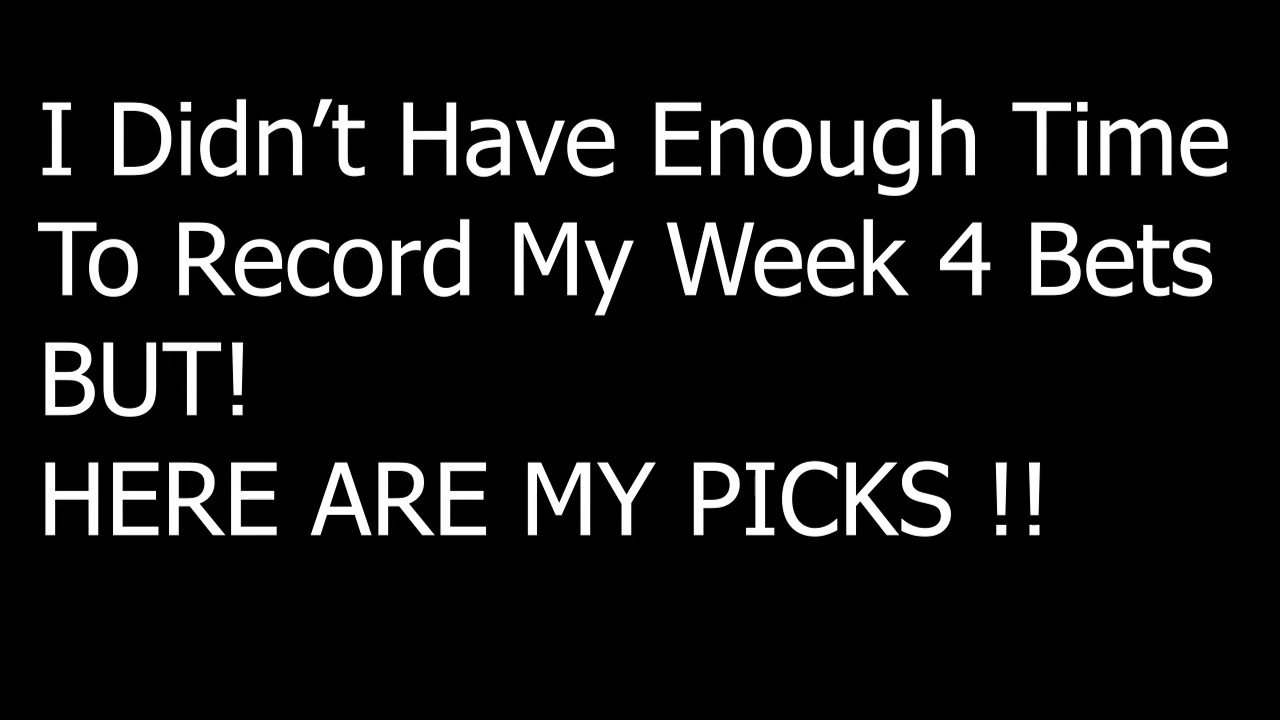 I Didn’t Have Enough Time
To Record My Week 4 Bets
BUT!
HERE ARE MY PICKS !!